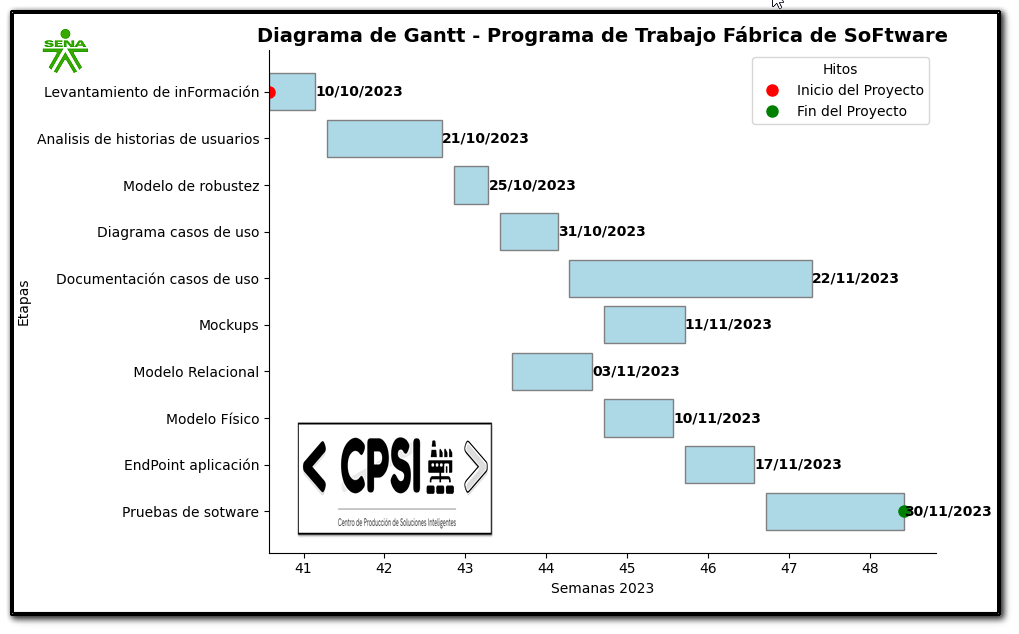 SENA
Diagrama de Gantt - Programa de Trabajo Fábrica de SoFtware
Hitos
Inicio del Proyecto
Fin del Proyecto
Etapas
Levantamiento de inFormación 10/10/2023
Analisis de historias de usuarios 21/10/2023
Modelo de robustez 25/10/2023
Diagrama casos de uso 31/10/2023
Documentación casos de uso 22/11/2023
Mockups 11/11/2023
Modelo Relacional 03/11/2023
Modelo Físico 10/11/2023
EndPoint aplicación 17/11/2023
Pruebas de sotware 30/11/2023
< CPSI >
Centro de Producción de Soluciones Inteligentes
41 42 43 44 45 46 47 48
Semanas 2023